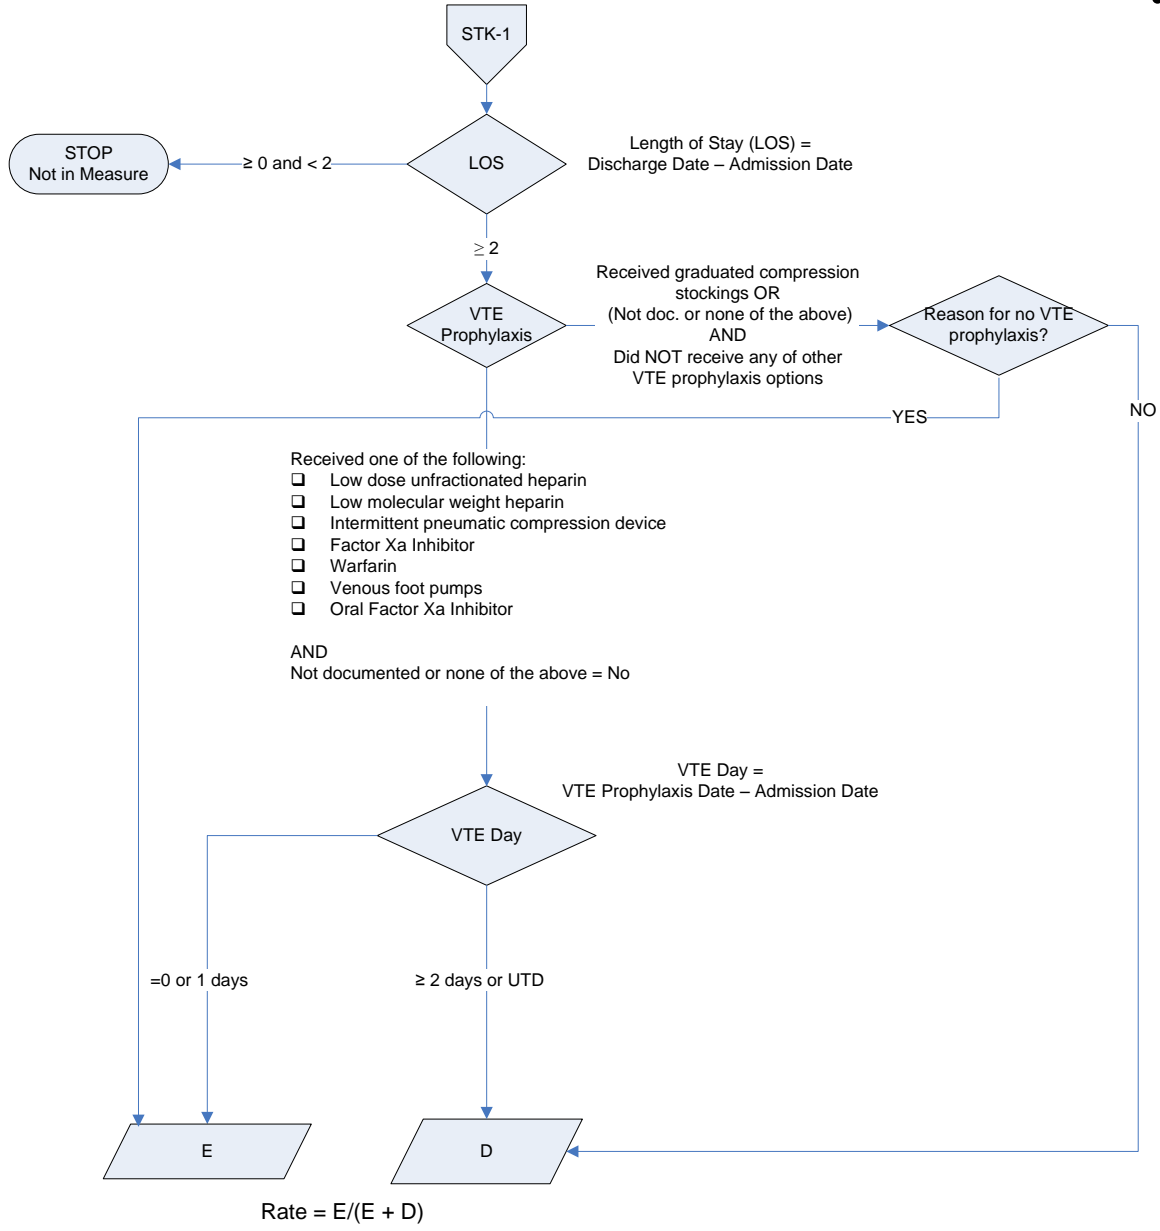 STK-1
LOS
Length of Stay (LOS) =
Discharge Date – Admission Date
STOP
Not in Measure
≥ 0 and < 2
≥ 2
VTE
Prophylaxis
Received graduated compression
stockings OR
(Not doc. or none of the above)
AND
Did NOT receive any of other
VTE prophylaxis options
Reason for no VTE
prophylaxis?
YES
NO
Received one of the following:
❑ Low dose unfractionated heparin
❑ Low molecular weight heparin
❑ Intermittent pneumatic compression device
❑ Factor Xa Inhibitor
❑ Warfarin
❑ Venous foot pumps
❑ Oral Factor Xa Inhibitor
AND
Not documented or none of the above = No
VTE Day =
VTE Prophylaxis Date – Admission Date
VTE Day
=0 or 1 days
≥ 2 days or UTD
E
D
Rate = E/(E + D)